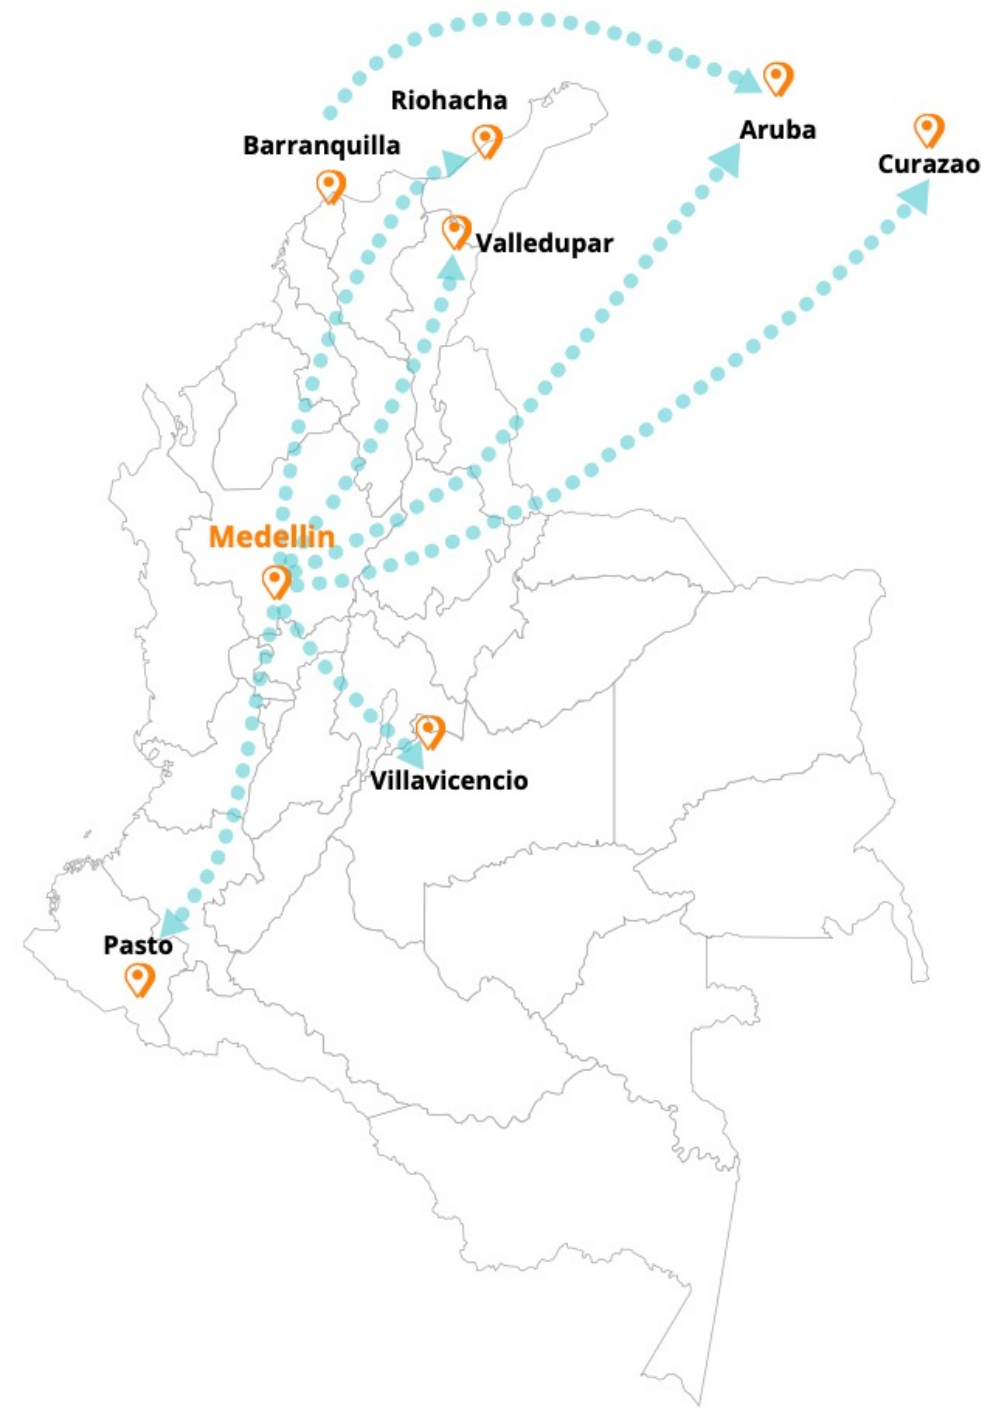 Riohacha
Barranquilla
Aruba
Curazao
Valledupar
Medellin
Villavicencio
Pasto